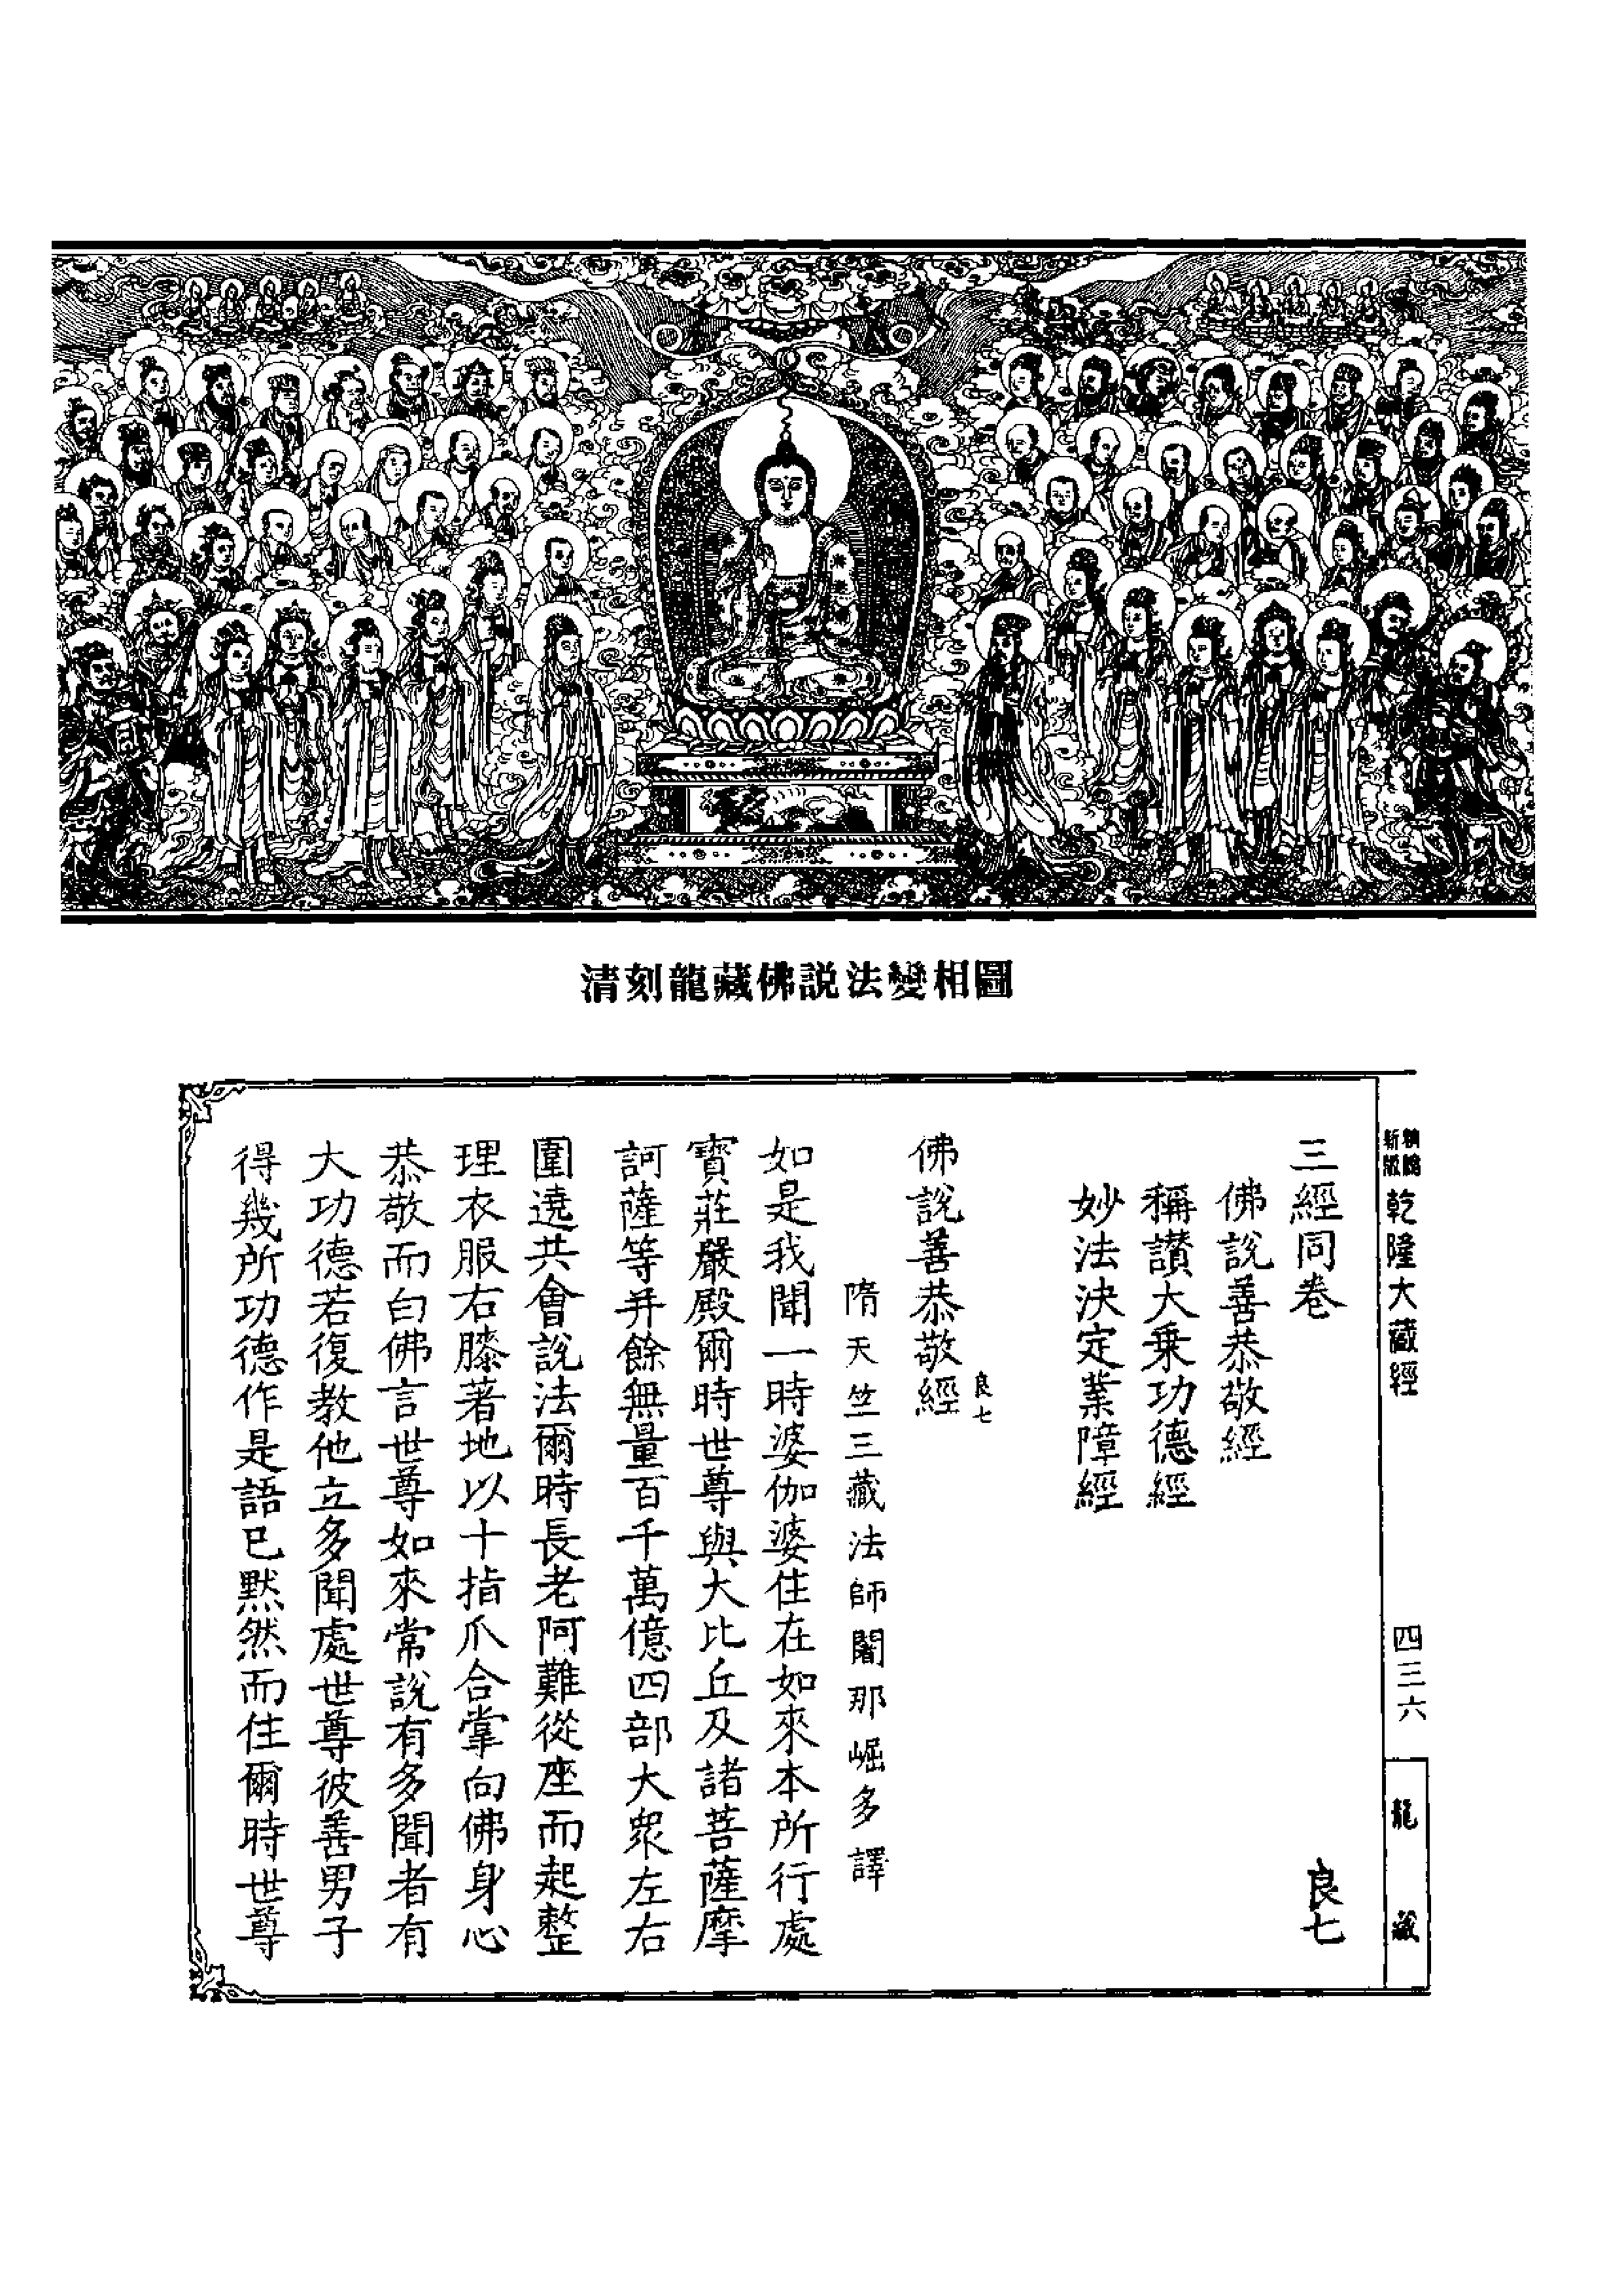 清刻龍藏佛説法變相圖
新版
乾隆大藏經
四三六
龍藏
三經同卷
良七
佛說善恭敬經
稱讚大乗功德經
妙法決定業障經
佛說善恭敬經
良七
隋天竺三藏法師闍那崛多譯
如是我聞一時婆伽婆住在如來本所行處
寳莊嚴殿爾時世尊與大比丘及諸菩薩摩
訶薩等并餘無量百千萬億四部大眾左右
圍遶共會說法爾時長老阿難從座而起整
理衣服右膝著地以十指爪合掌向佛身心
恭敬而白佛言世尊如來常說有多聞者有
大功德若復教他立多聞處世尊彼善男子
得幾所功德作是語已默然而住爾時世尊